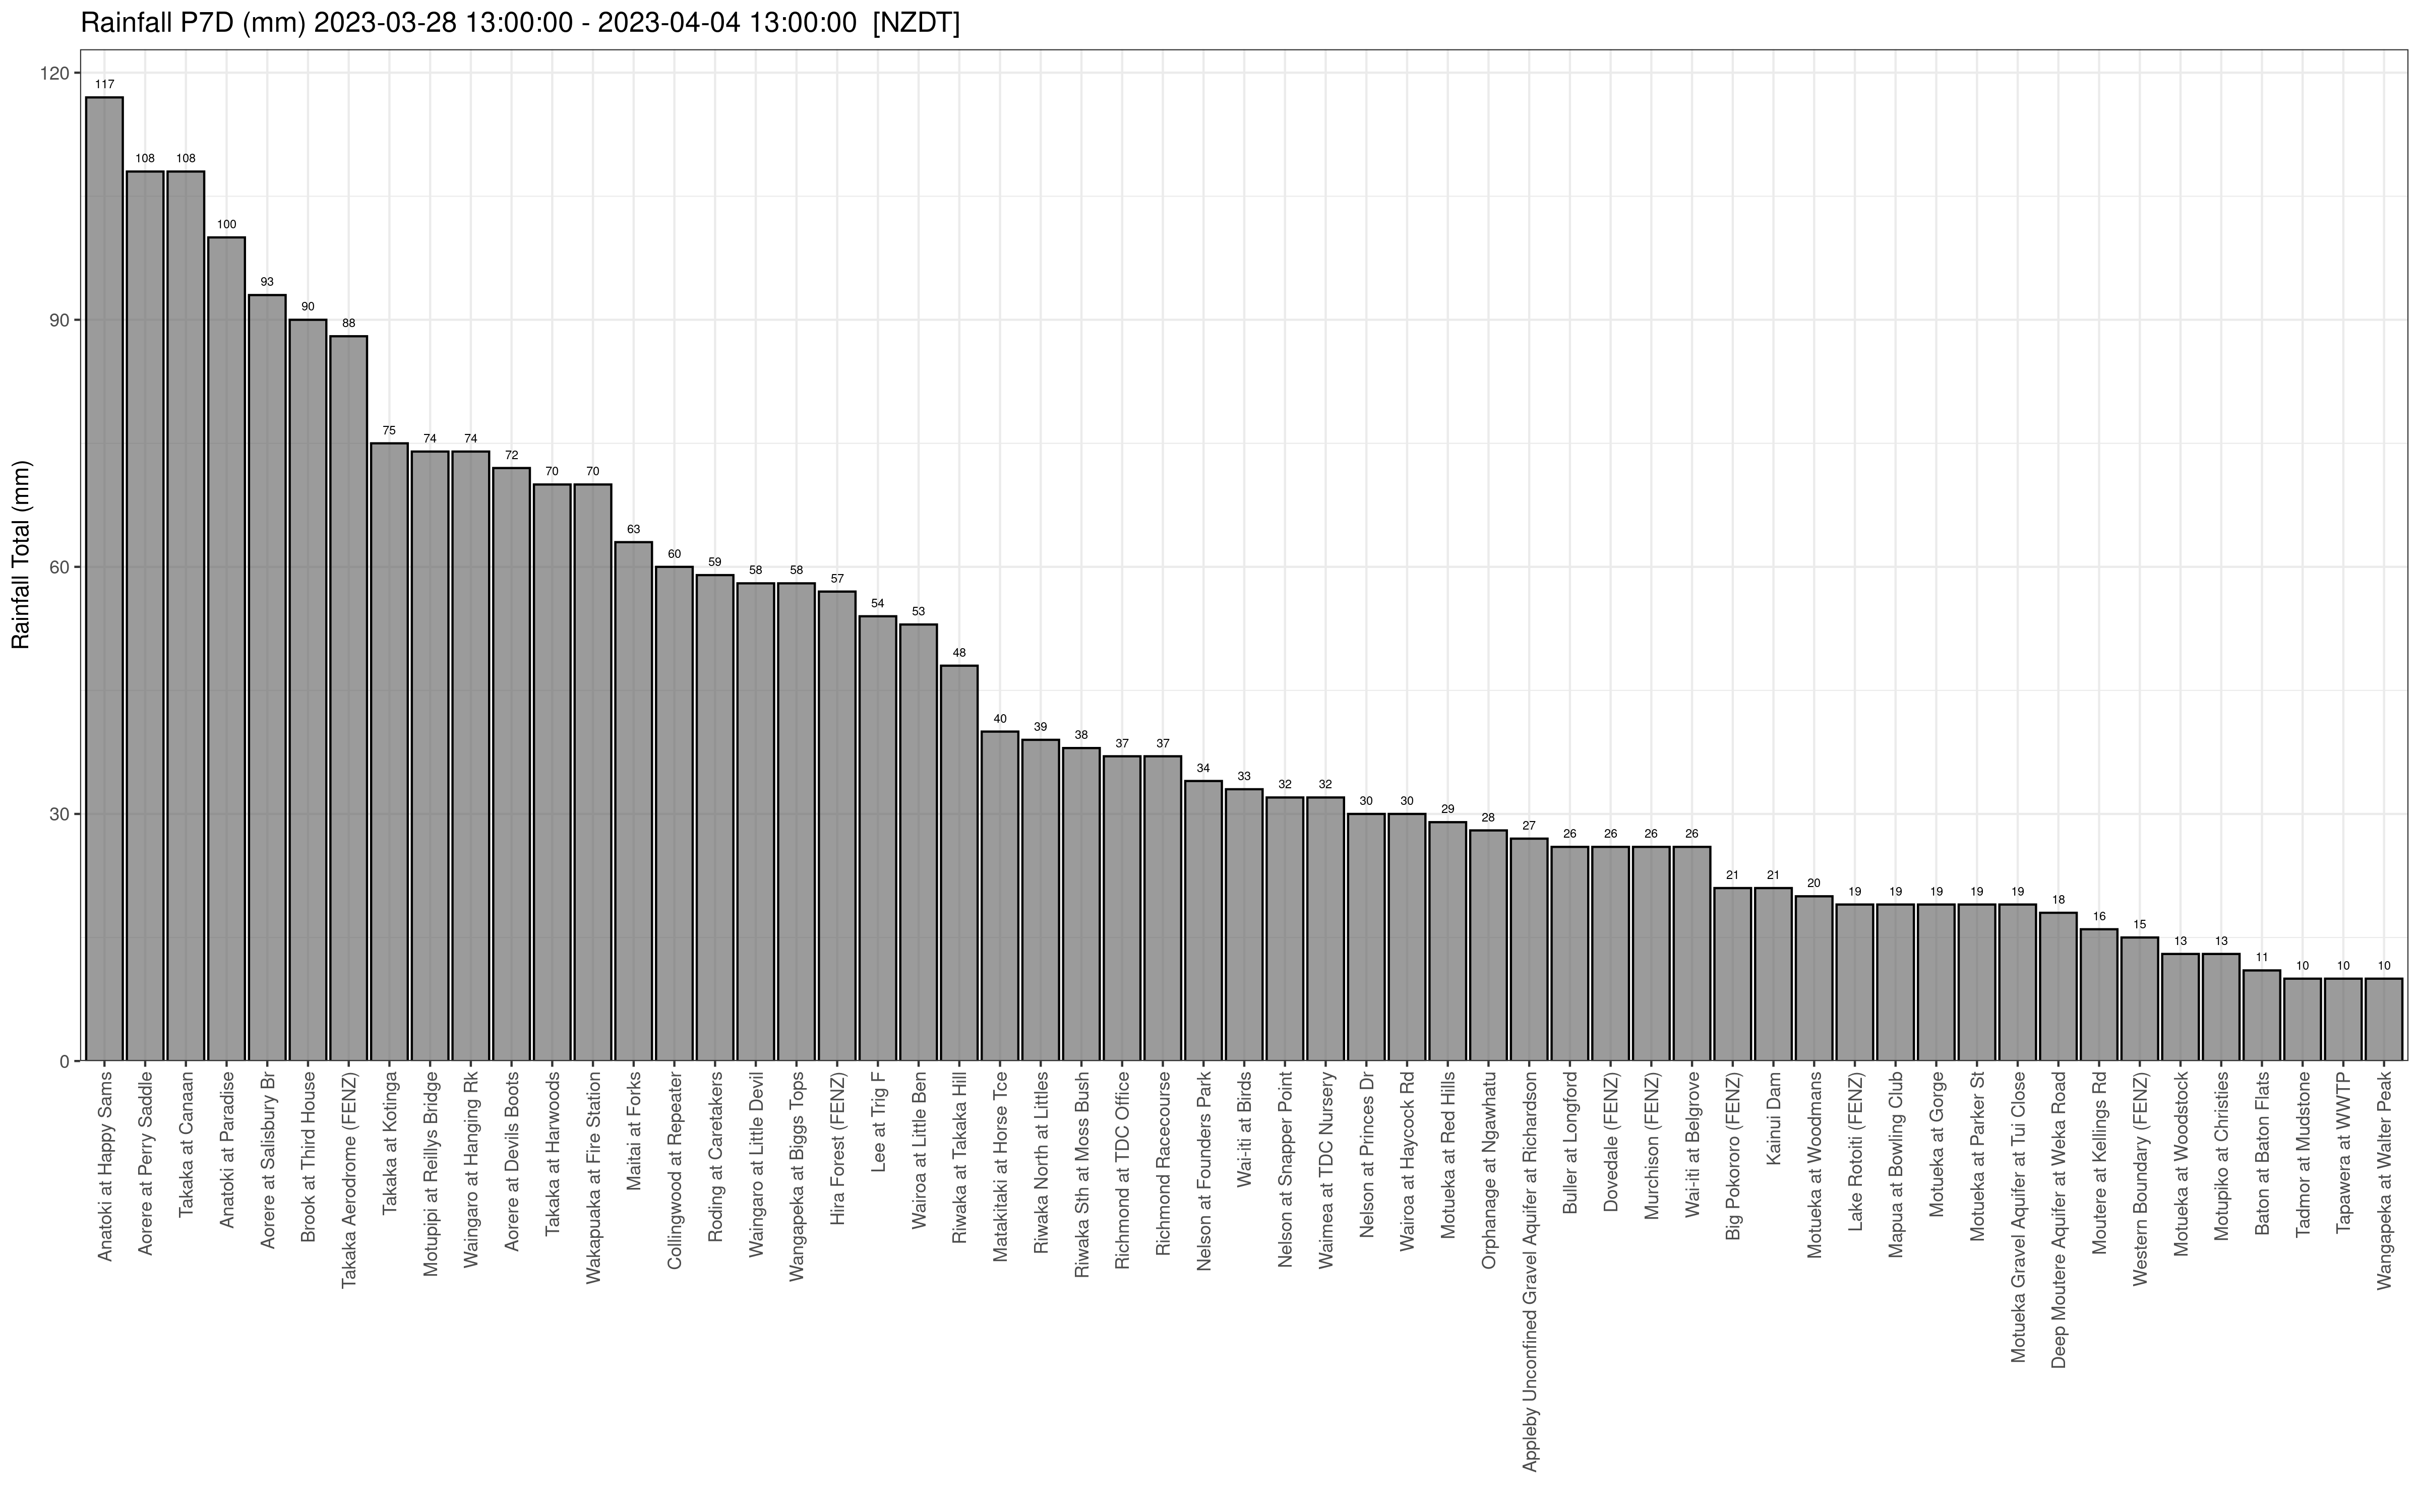 Rainfall P7D (mm) 2023-03-28 13:00:00 - 2023-04-04 13:00:00 [NZDT]
Rainfall Total (mm)
120
90
60
30
0
117
108
108
100
93
90
88
75
74
74
72
70
70
63
60
59
58
58
57
54
53
48
40
39
38
37
37
34
33
32
32
30
30
29
28
27
26
26
26
26
21
21
20
19
19
19
19
19
18
16
15
13
13
11
10
10
10
Anatoki at Happy Sams
Aorere at Perry Saddle
Takaka at Canaan
Anatoki at Paradise
Aorere at Salisbury Br
Brook at Third House
Takaka Aerodrome (FENZ)
Takaka at Kotinga
Motupipi at Reillys Bridge
Waingaro at Hanging Rk
Aorere at Devils Boots
Takaka at Harwoods
Wakapuaka at Fire Station
Maitai at Forks
Collingwood at Repeater
Roding at Caretakers
Waingaro at Little Devil
Wangapeka at Biggs Tops
Hira Forest (FENZ)
Lee at Trig F
Wairoa at Little Ben
Riwaka at Takaka Hill
Matakitaki at Horse Tce
Riwaka North at Littles
Riwaka Sth at Moss Bush
Richmond at TDC Office
Richmond Racecourse
Nelson at Founders Park
Wai-iti at Birds
Nelson at Snapper Point
Waimea at TDC Nursery
Nelson at Princes Dr
Wairoa at Haycock Rd
Motueka at Red Hills
Orphanage at Ngawhatu
Appleby Unconfined Gravel Aquifer at Richardson
Buller at Longford
Dovedale (FENZ)
Murchison (FENZ)
Wai-iti at Belgrove
Big Pokororo (FENZ)
Kainui Dam
Motueka at Woodmans
Lake Rotoiti (FENZ)
Mapua at Bowling Club
Motueka at Gorge
Motueka at Parker St
Motueka Gravel Aquifer at Tui Close
Deep Moutere Aquifer at Weka Road
Moutere at Kellings Rd
Western Boundary (FENZ)
Motueka at Woodstock
Motupiko at Christies
Baton at Baton Flats
Tadmor at Mudstone
Tapawera at WWTP
Wangapeka at Walter Peak